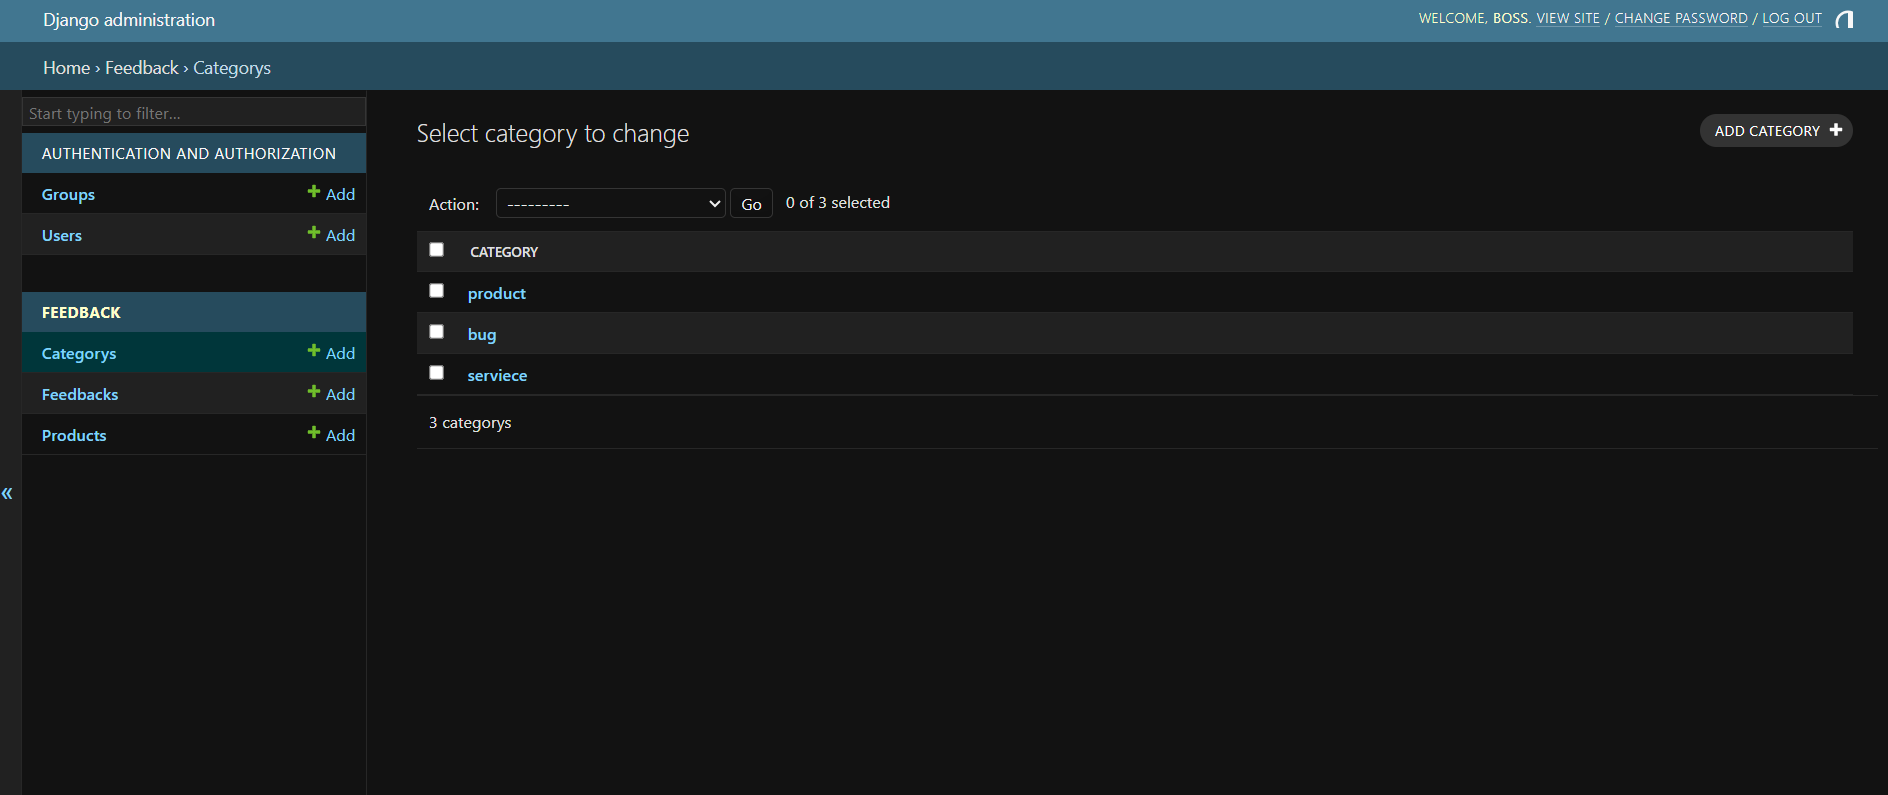 Django administration
WELCOME, BOSS. VIEW SITE / CHANGE PASSWORD / LOG OUT
Home › Feedback › Categorys
Start typing to filter...
AUTHENTICATION AND AUTHORIZATION
Groups + Add
Users + Add
FEEDBACK
Categorys + Add
Feedbacks + Add
Products + Add
«
Select category to change
ADD CATEGORY +
Action: --------- Go 0 of 3 selected
CATEGORY
product
bug
serviece
3 categorys